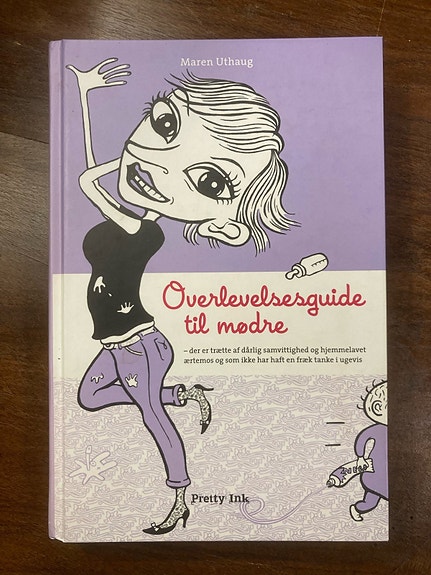 Maren Uthaug
Overlevelsesguide
til mødre
– der er trætte af dårlig samvittighed og hjemmelavet
ærtemos og som ikke har haft en fræk tanke i ugevis
Pretty Ink